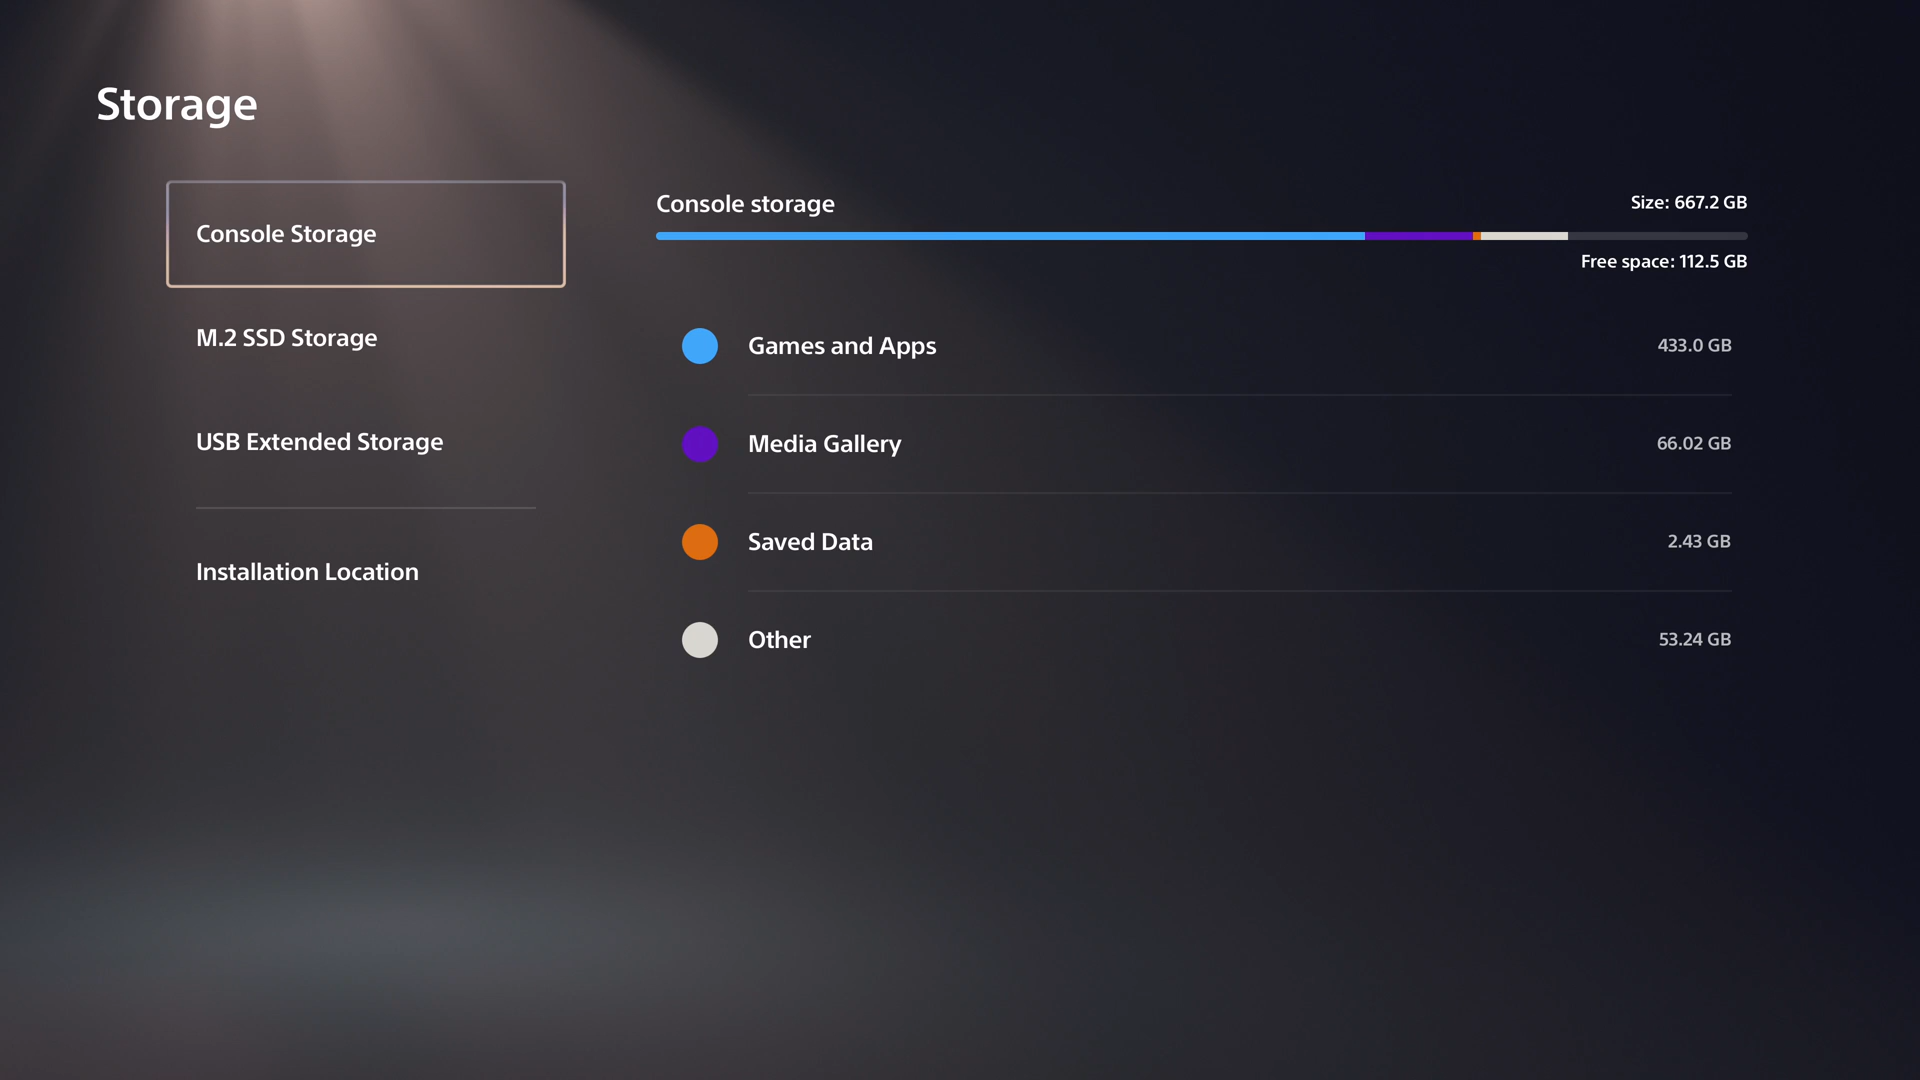 Storage
Console Storage
M.2 SSD Storage
USB Extended Storage
Installation Location
Console storage
Size: 667.2 GB
Free space: 112.5 GB
Games and Apps
433.0 GB
Media Gallery
66.02 GB
Saved Data
2.43 GB
Other
53.24 GB